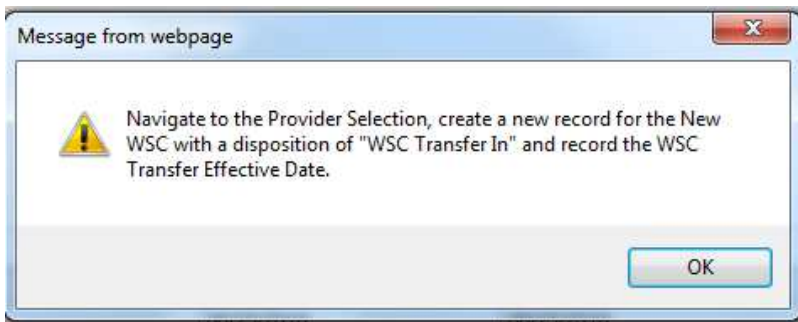 Message from webpage
Navigate to the Provider Selection, create a new record for the New
WSC with a disposition of "WSC Transfer In" and record the WSC
Transfer Effective Date.
OK